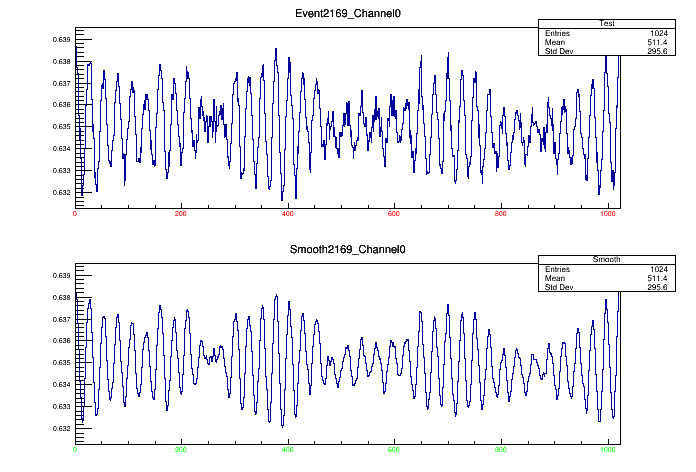 Event2169_Channel0
Test
Entries 1024
Mean 511.4
Std Dev 295.6
0.639
0.638
0.637
0.636
0.635
0.634
0.633
0.632
0 200 400 600 800 1000
Smooth2169_Channel0
Smooth
Entries 1024
Mean 511.4
Std Dev 295.6
0.639
0.638
0.637
0.636
0.635
0.634
0.633
0.632
0 200 400 600 800 1000